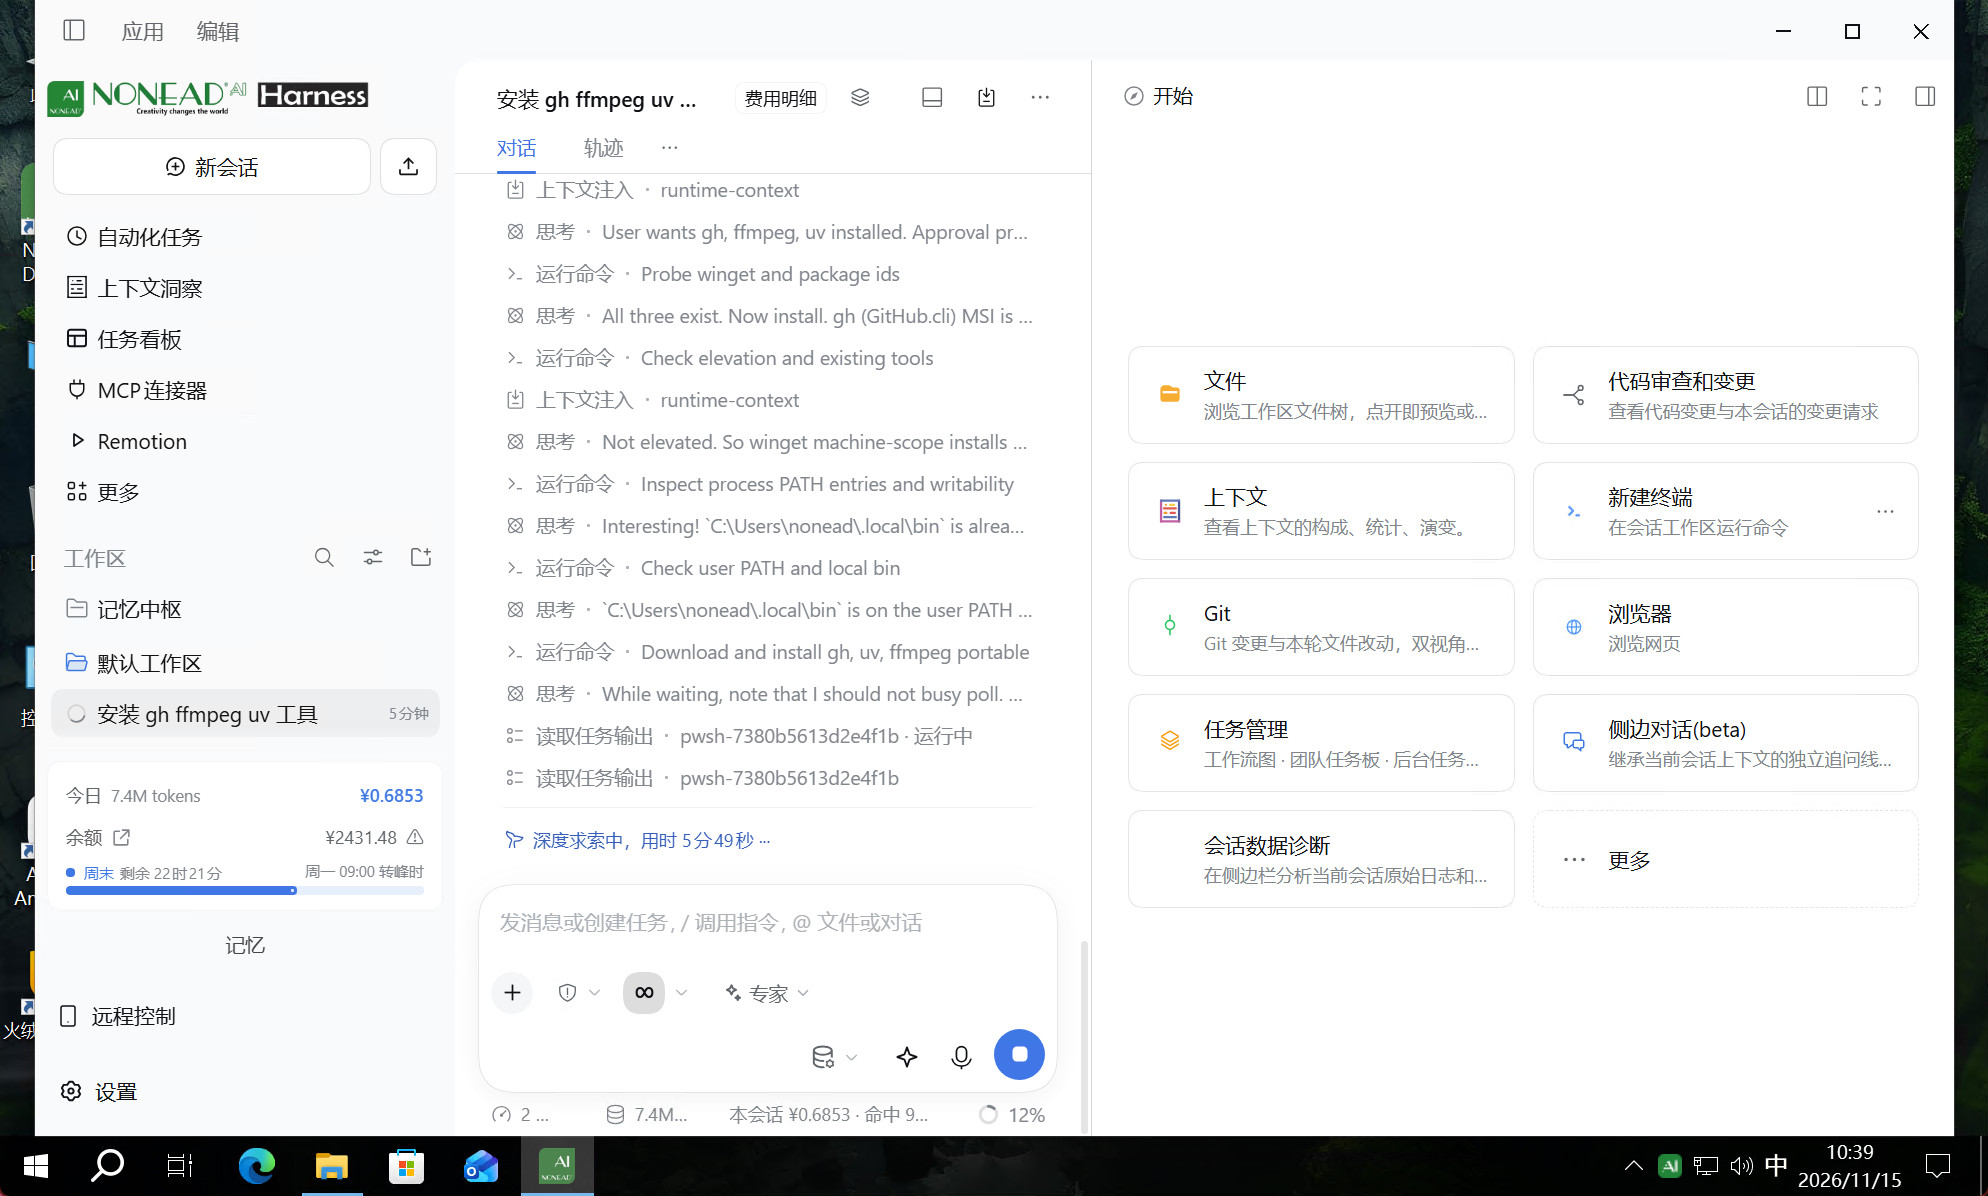 应用 编辑
AI NONEAD NONEAD AI Harness
Creativity changes the world
新会话
自动化任务
上下文洞察
任务看板
MCP连接器
Remotion
更多
工作区
记忆中枢
默认工作区
安装 gh ffmpeg uv 工具 5分钟
今日 7.4M tokens ¥0.6853
余额 ¥2431.48
周末 剩余 22时21分 周一 09:00 转峰时
记忆
远程控制
设置
安装 gh ffmpeg uv ... 费用明细
对话 轨迹 ...
上下文注入 · runtime-context
思考 · User wants gh, ffmpeg, uv installed. Approval pr...
运行命令 · Probe winget and package ids
思考 · All three exist. Now install. gh (GitHub.cli) MSI is ...
运行命令 · Check elevation and existing tools
上下文注入 · runtime-context
思考 · Not elevated. So winget machine-scope installs ...
运行命令 · Inspect process PATH entries and writability
思考 · Interesting! `C:\Users\nonead\.local\bin` is alrea...
运行命令 · Check user PATH and local bin
思考 · `C:\Users\nonead\.local\bin` is on the user PATH ...
运行命令 · Download and install gh, uv, ffmpeg portable
思考 · While waiting, note that I should not busy poll. ...
读取任务输出 · pwsh-7380b5613d2e4f1b · 运行中
读取任务输出 · pwsh-7380b5613d2e4f1b
深度求索中，用时 5分49秒 ...
发消息或创建任务, / 调用指令, @ 文件或对话
专家
2 ... 7.4M... 本会话 ¥0.6853 · 命中 9... 12%
开始
文件
浏览工作区文件树，点开即预览或...
代码审查和变更
查看代码变更与本会话的变更请求
上下文
查看上下文的构成、统计、演变。
新建终端
在会话工作区运行命令
Git
Git 变更与本轮文件改动，双视角...
浏览器
浏览网页
任务管理
工作流图 · 团队任务板 · 后台任务...
侧边对话(beta)
继承当前会话上下文的独立追问线...
会话数据诊断
在侧边栏分析当前会话原始日志和...
更多
N
D
控
A
An
火绒
AI NONEAD
AI
中
10:39
2026/11/15